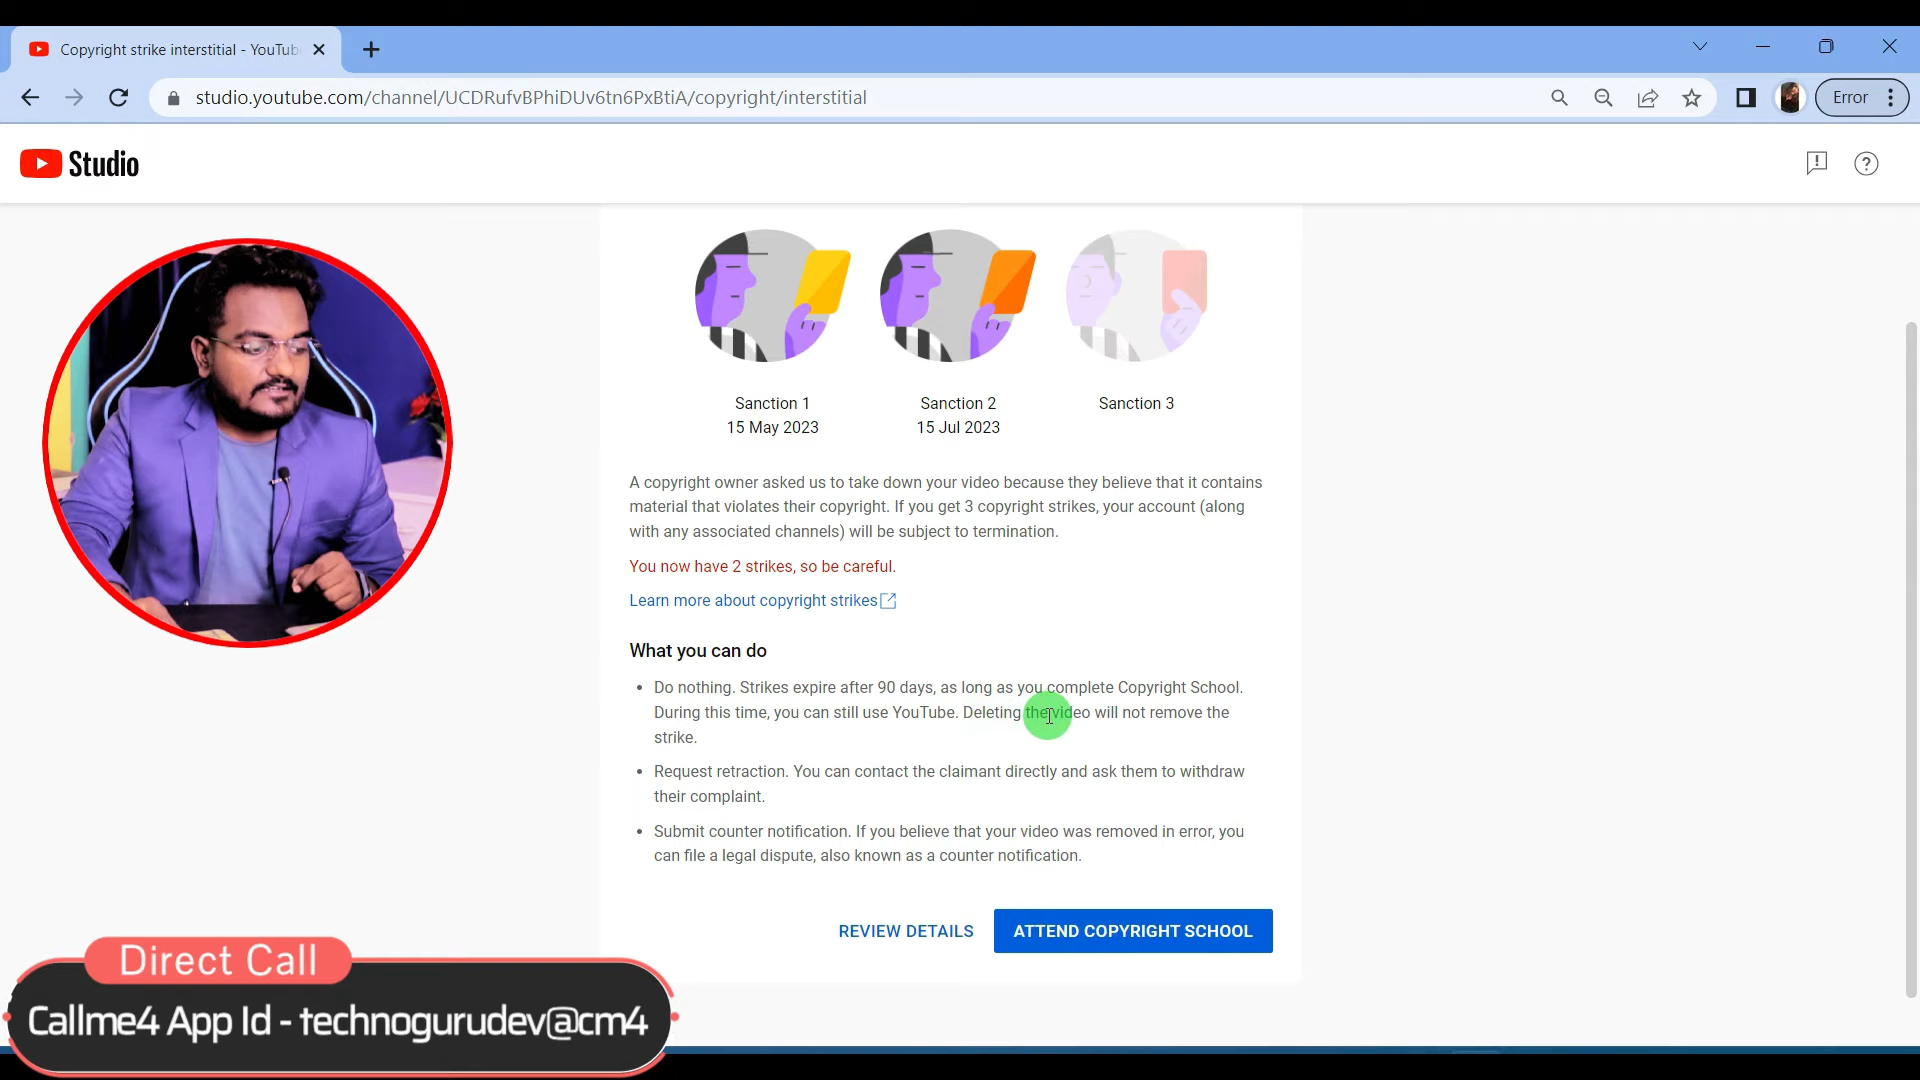 Copyright strike interstitial - YouTub
studio.youtube.com/channel/UCDRufvBPhiDUv6tn6PxBtiA/copyright/interstitial
Error
Studio
Sanction 1
15 May 2023
Sanction 2
15 Jul 2023
Sanction 3
A copyright owner asked us to take down your video because they believe that it contains
material that violates their copyright. If you get 3 copyright strikes, your account (along
with any associated channels) will be subject to termination.
You now have 2 strikes, so be careful.
Learn more about copyright strikes
What you can do
• Do nothing. Strikes expire after 90 days, as long as you complete Copyright School.
During this time, you can still use YouTube. Deleting the video will not remove the
strike.
• Request retraction. You can contact the claimant directly and ask them to withdraw
their complaint.
• Submit counter notification. If you believe that your video was removed in error, you
can file a legal dispute, also known as a counter notification.
REVIEW DETAILS
ATTEND COPYRIGHT SCHOOL
Direct Call
Callme4 App Id - technogurudev@cm4